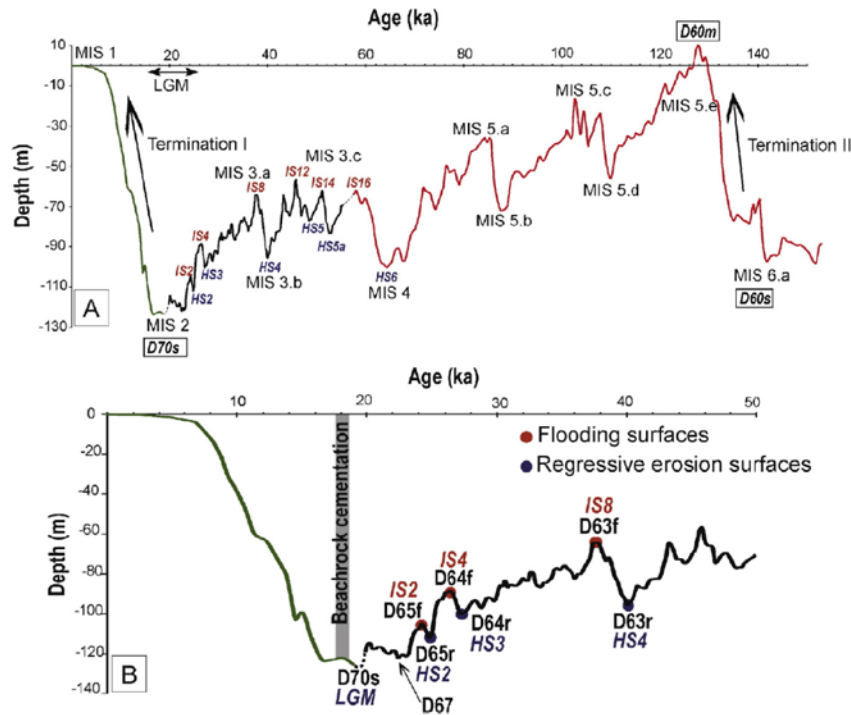 Age (ka)
10
-10
-30
-50
-70
-90
-110
-130
Depth (m)
MIS 1
20
40
60
80
100
120
140
LGM
D60m
Termination I
Termination II
MIS 5.c
MIS 5.e
MIS 5.a
MIS 3.c
MIS 3.a
IS12
IS8
IS14
IS16
MIS 5.d
MIS 5.b
IS4
HS5
HS5a
IS2
HS3
HS4
HS2
MIS 3.b
HS6
MIS 4
MIS 6.a
D60s
MIS 2
D70s
A
Age (ka)
0
10
20
30
40
50
-20
-40
-60
-80
-100
-120
-140
Depth (m)
Beachrock cementation
Flooding surfaces
Regressive erosion surfaces
IS8
D63f
IS4
D64f
IS2
D65f
D64r
HS3
D63r
HS4
D65r
HS2
D70s
LGM
D67
B